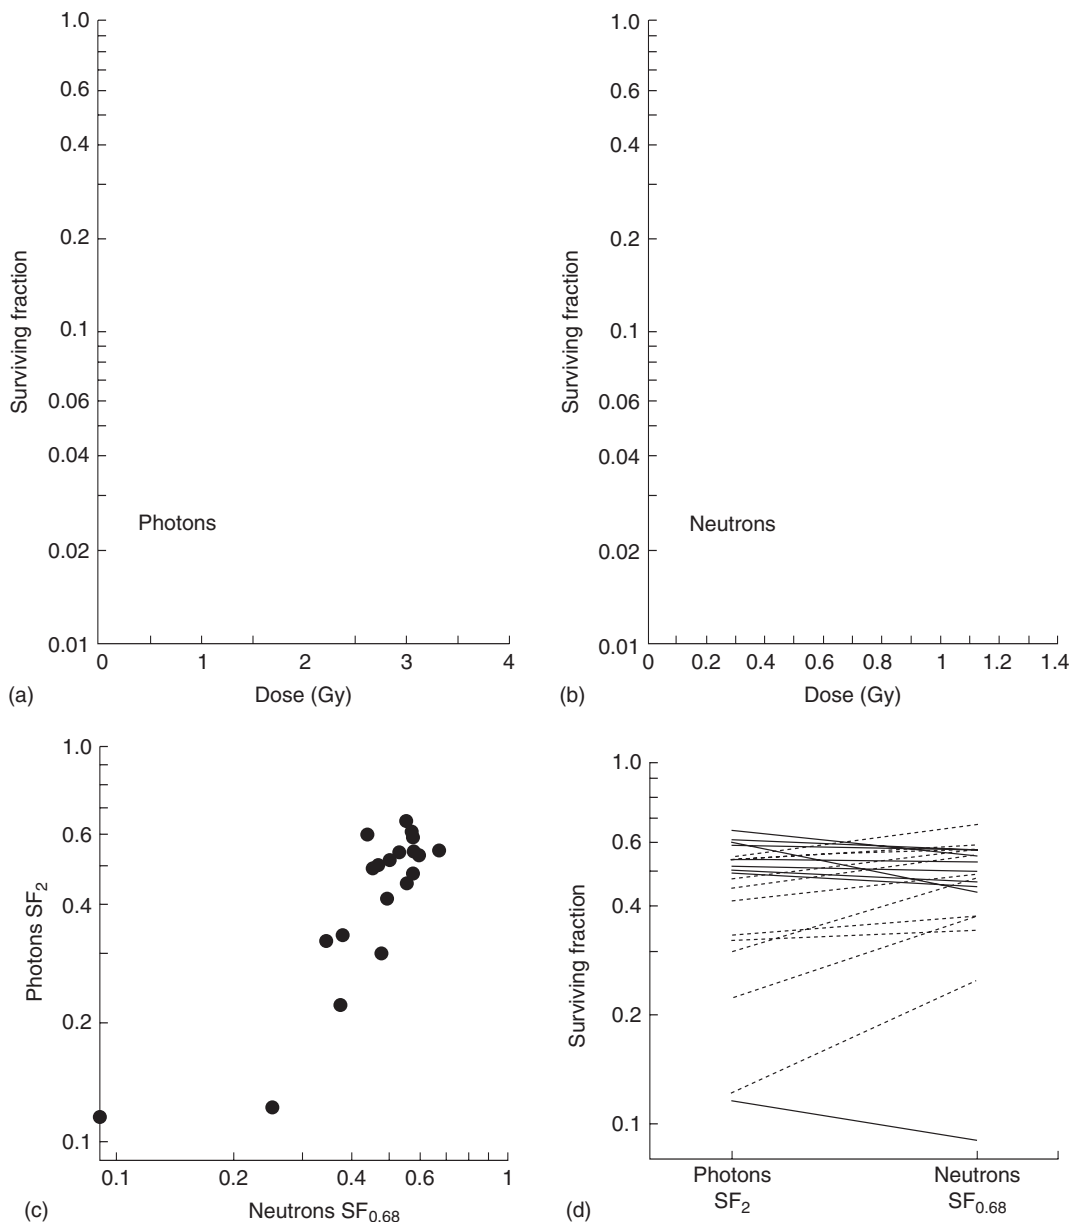 1.0
0.6
0.4
0.2
0.1
0.06
0.04
0.02
0.01
Surviving fraction
Photons
0 1 2 3 4
Dose (Gy)
(a)
1.0
0.6
0.4
0.2
0.1
0.06
0.04
0.02
0.01
Surviving fraction
Neutrons
0 0.2 0.4 0.6 0.8 1.2 1.2 1.4
Dose (Gy)
(b)
1.0
0.6
0.4
0.2
0.1
Photons SF2
0.1 0.2 0.4 0.6 1
Neutrons SF0.68
(c)
1.0
0.6
0.4
0.2
0.1
Surviving fraction
Photons SF2
Neutrons SF0.68
(d)